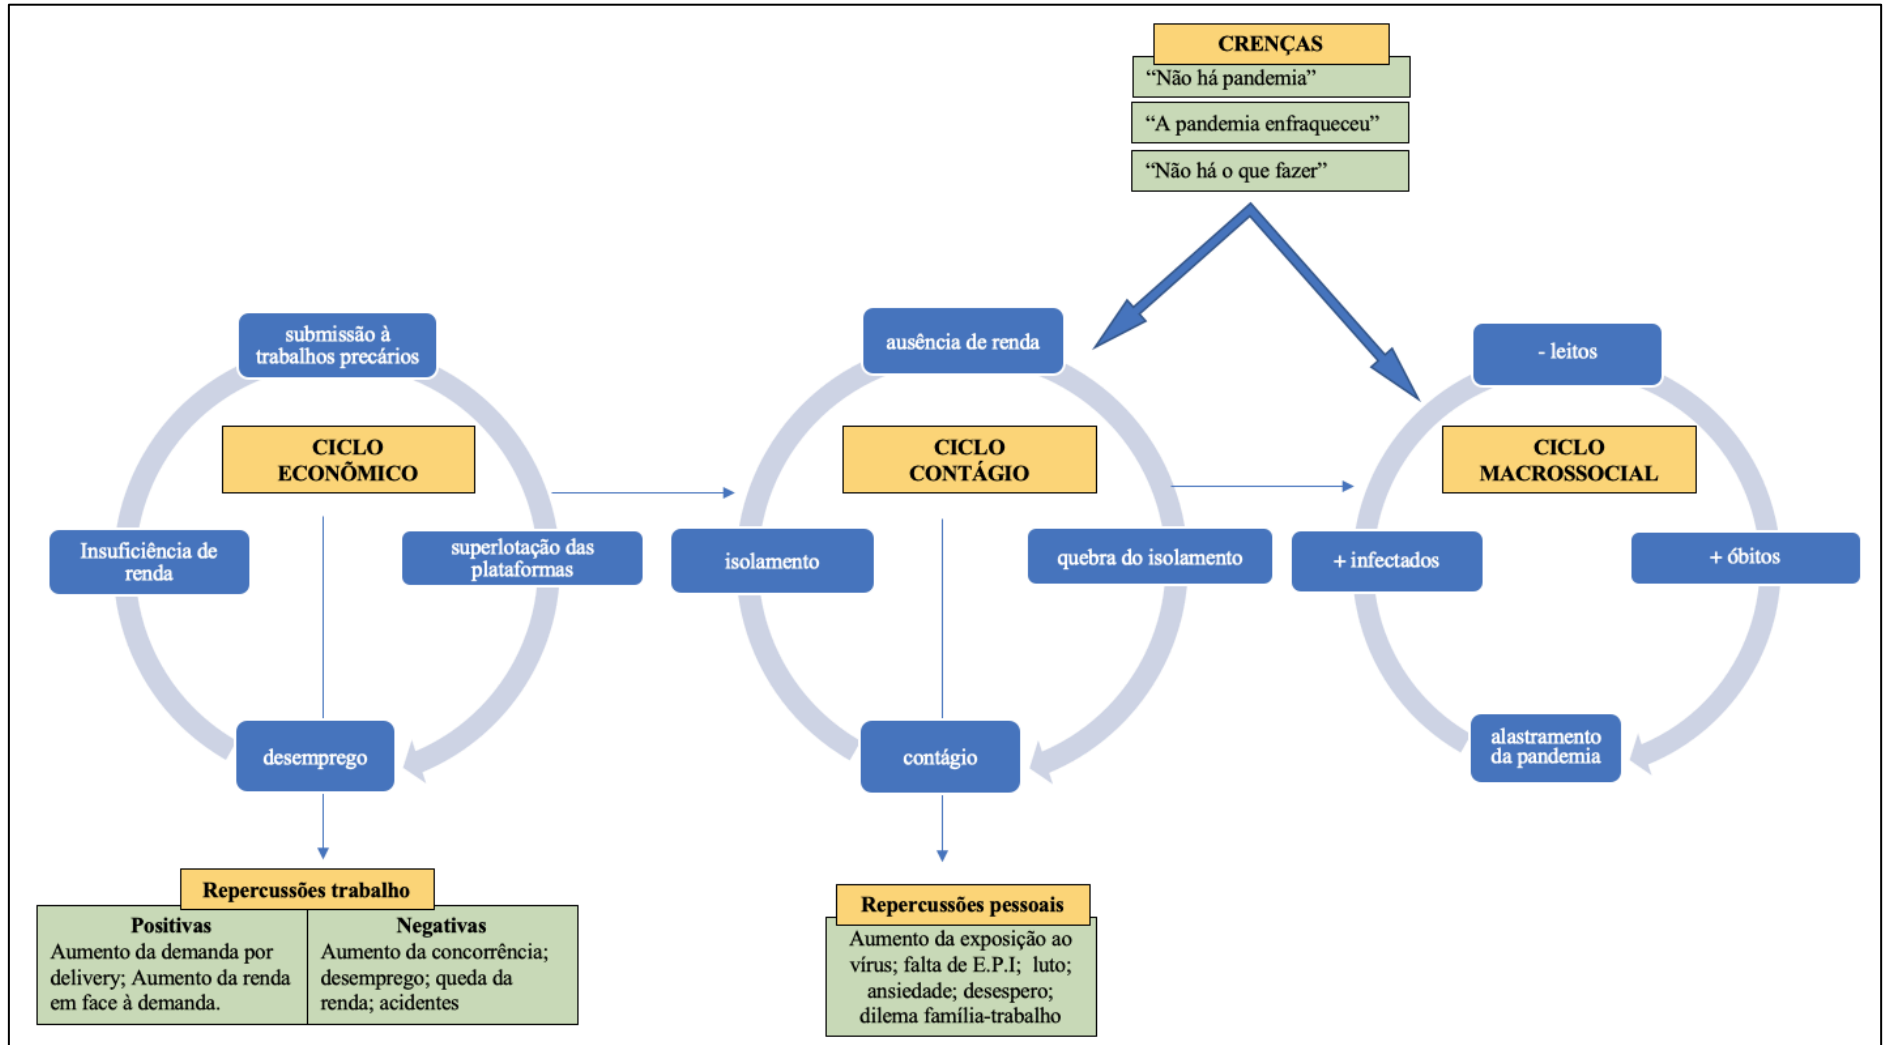 CRENÇAS
“Não há pandemia”
“A pandemia enfraqueceu”
“Não há o que fazer”
submissão à
trabalhos precários
CICLO
ECONÕMICO
Insuficiência de
renda
superlotação das
plataformas
desemprego
Repercussões trabalho
Positivas
Aumento da demanda por
delivery; Aumento da renda
em face à demanda.
Negativas
Aumento da concorrência;
desemprego; queda da
renda; acidentes
ausência de renda
CICLO
CONTÁGIO
isolamento
quebra do isolamento
contágio
Repercussões pessoais
Aumento da exposição ao
vírus; falta de E.P.I; luto;
ansiedade; desespero;
dilema família-trabalho
- leitos
CICLO
MACROSSOCIAL
+ infectados
+ óbitos
alastramento
da pandemia